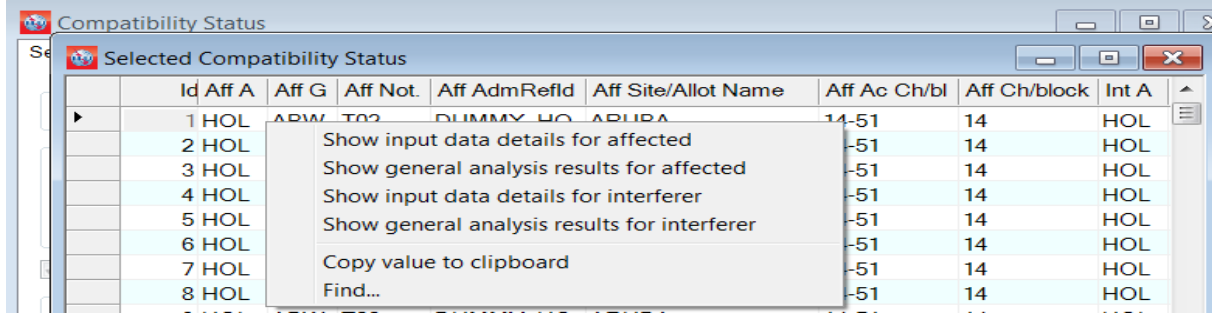 Compatibility Status
Se
Selected Compatibility Status
Id Aff A Aff G Aff Not. Aff AdmRefId Aff Site/Allot Name Aff Ac Ch/bl Aff Ch/block Int A
1 HOL ABW T02 DUMMY_HO ARUBA 14-51 14 HOL
Show input data details for affected
2 HOL -51 14 HOL
Show general analysis results for affected
3 HOL -51 14 HOL
Show input data details for interferer
4 HOL -51 14 HOL
Show general analysis results for interferer
5 HOL -51 14 HOL
6 HOL -51 14 HOL
Copy value to clipboard
7 HOL -51 14 HOL
Find...
8 HOL -51 14 HOL